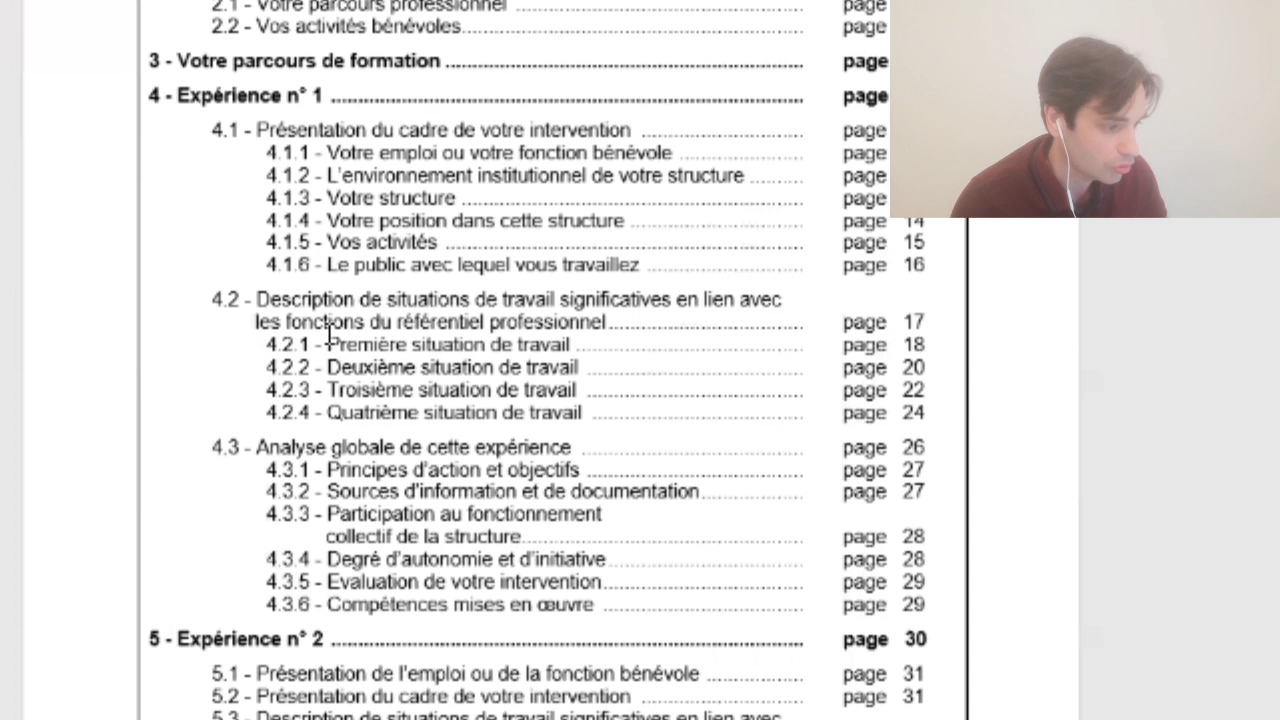 2.1 - Votre parcours professionnel ........ page
2.2 - Vos activités bénévoles........ page
3 - Votre parcours de formation ........ page
4 - Expérience n° 1 ........ page
4.1 - Présentation du cadre de votre intervention ........ page
4.1.1 - Votre emploi ou votre fonction bénévole ........ page
4.1.2 - L'environnement institutionnel de votre structure ........ page
4.1.3 - Votre structure ........ page
4.1.4 - Votre position dans cette structure ........ page 14
4.1.5 - Vos activités ........ page 15
4.1.6 - Le public avec lequel vous travaillez ........ page 16
4.2 - Description de situations de travail significatives en lien avec
les fonctions du référentiel professionnel........ page 17
4.2.1 - Première situation de travail ........ page 18
4.2.2 - Deuxième situation de travail ........ page 20
4.2.3 - Troisième situation de travail ........ page 22
4.2.4 - Quatrième situation de travail ........ page 24
4.3 - Analyse globale de cette expérience ........ page 26
4.3.1 - Principes d'action et objectifs ........ page 27
4.3.2 - Sources d'information et de documentation........ page 27
4.3.3 - Participation au fonctionnement
collectif de la structure........ page 28
4.3.4 - Degré d'autonomie et d'initiative........ page 28
4.3.5 - Evaluation de votre intervention........ page 29
4.3.6 - Compétences mises en œuvre ........ page 29
5 - Expérience n° 2 ........ page 30
5.1 - Présentation de l'emploi ou de la fonction bénévole ........ page 31
5.2 - Présentation du cadre de votre intervention ........ page 31
5.3 - Description de situations de travail significatives en lien avec